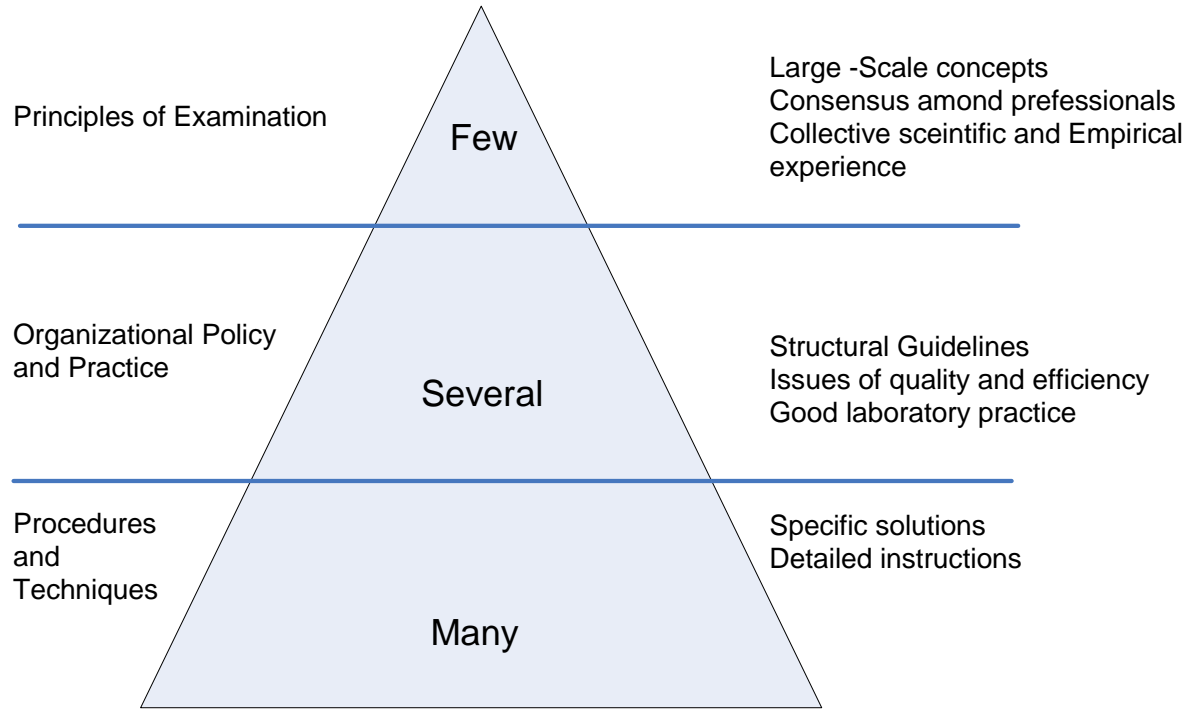 Principles of Examination
Few
Large -Scale concepts
Consensus amond prefessionals
Collective sceintific and Empirical
experience
Organizational Policy
and Practice
Several
Structural Guidelines
Issues of quality and efficiency
Good laboratory practice
Procedures
and
Techniques
Many
Specific solutions
Detailed instructions